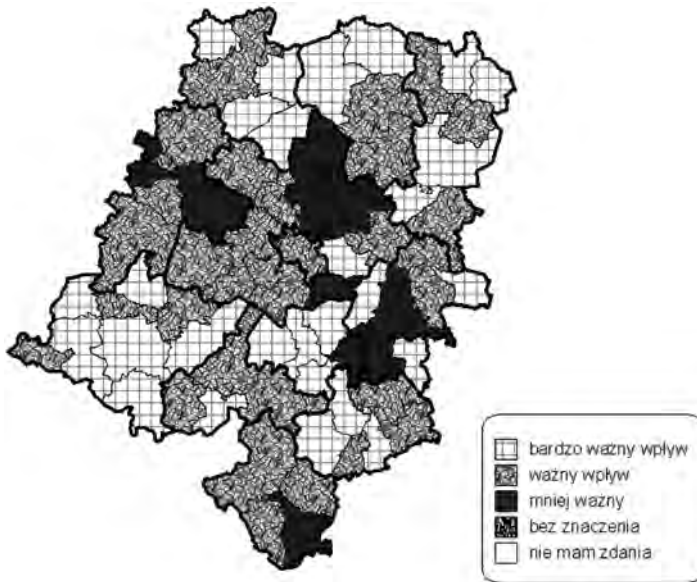 bardzo ważny wpływ
ważny wpływ
mniej ważny
bez znaczenia
nie mam zdania